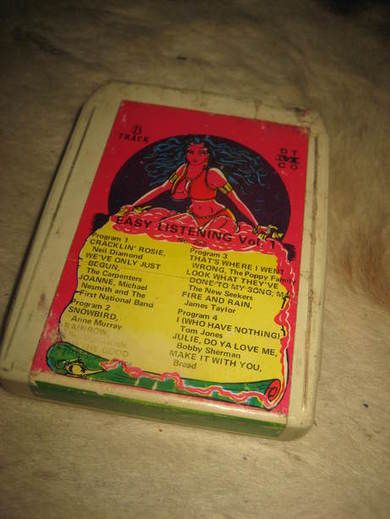 8
TRACK
D T
C O
EASY LISTENING Vol. 1
Program 1
CRACKLIN' ROSIE,
Neil Diamond
WE'VE ONLY JUST
BEGUN,
The Carpenters
JOANNE, Michael
Nesmith and The
First National Band
Program 2
SNOWBIRD,
Anne Murray
RAINBOW,
Program 3
THAT'S WHERE I WENT
WRONG, The Poppy Family
LOOK WHAT THEY'VE
DONE TO MY SONG, MA
The New Seekers
FIRE AND RAIN,
James Taylor
Program 4
I (WHO HAVE NOTHING)
Tom Jones
JULIE, DO YA LOVE ME,
Bobby Sherman
MAKE IT WITH YOU,
Bread